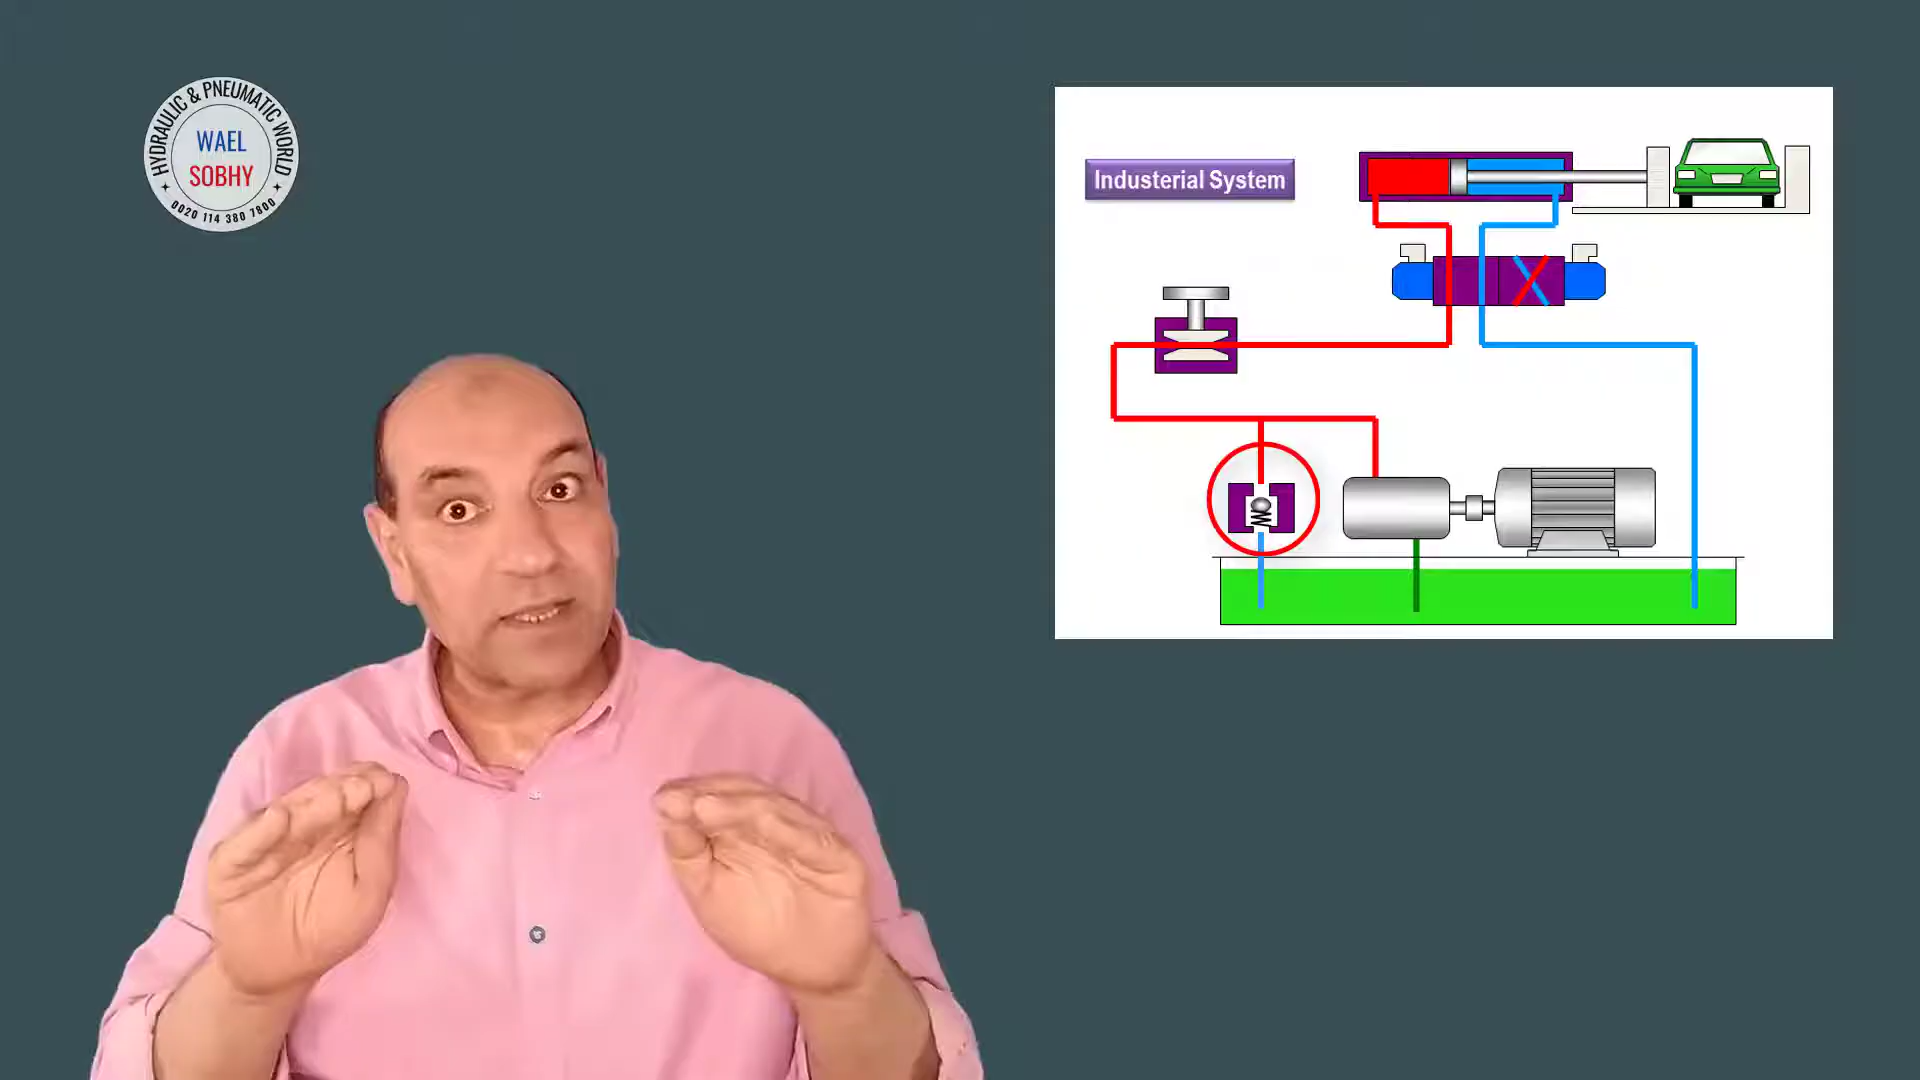 HYDRAULIC & PNEUMATIC WORLD
WAEL
SOBHY
0020 114 380 7800
Industerial System